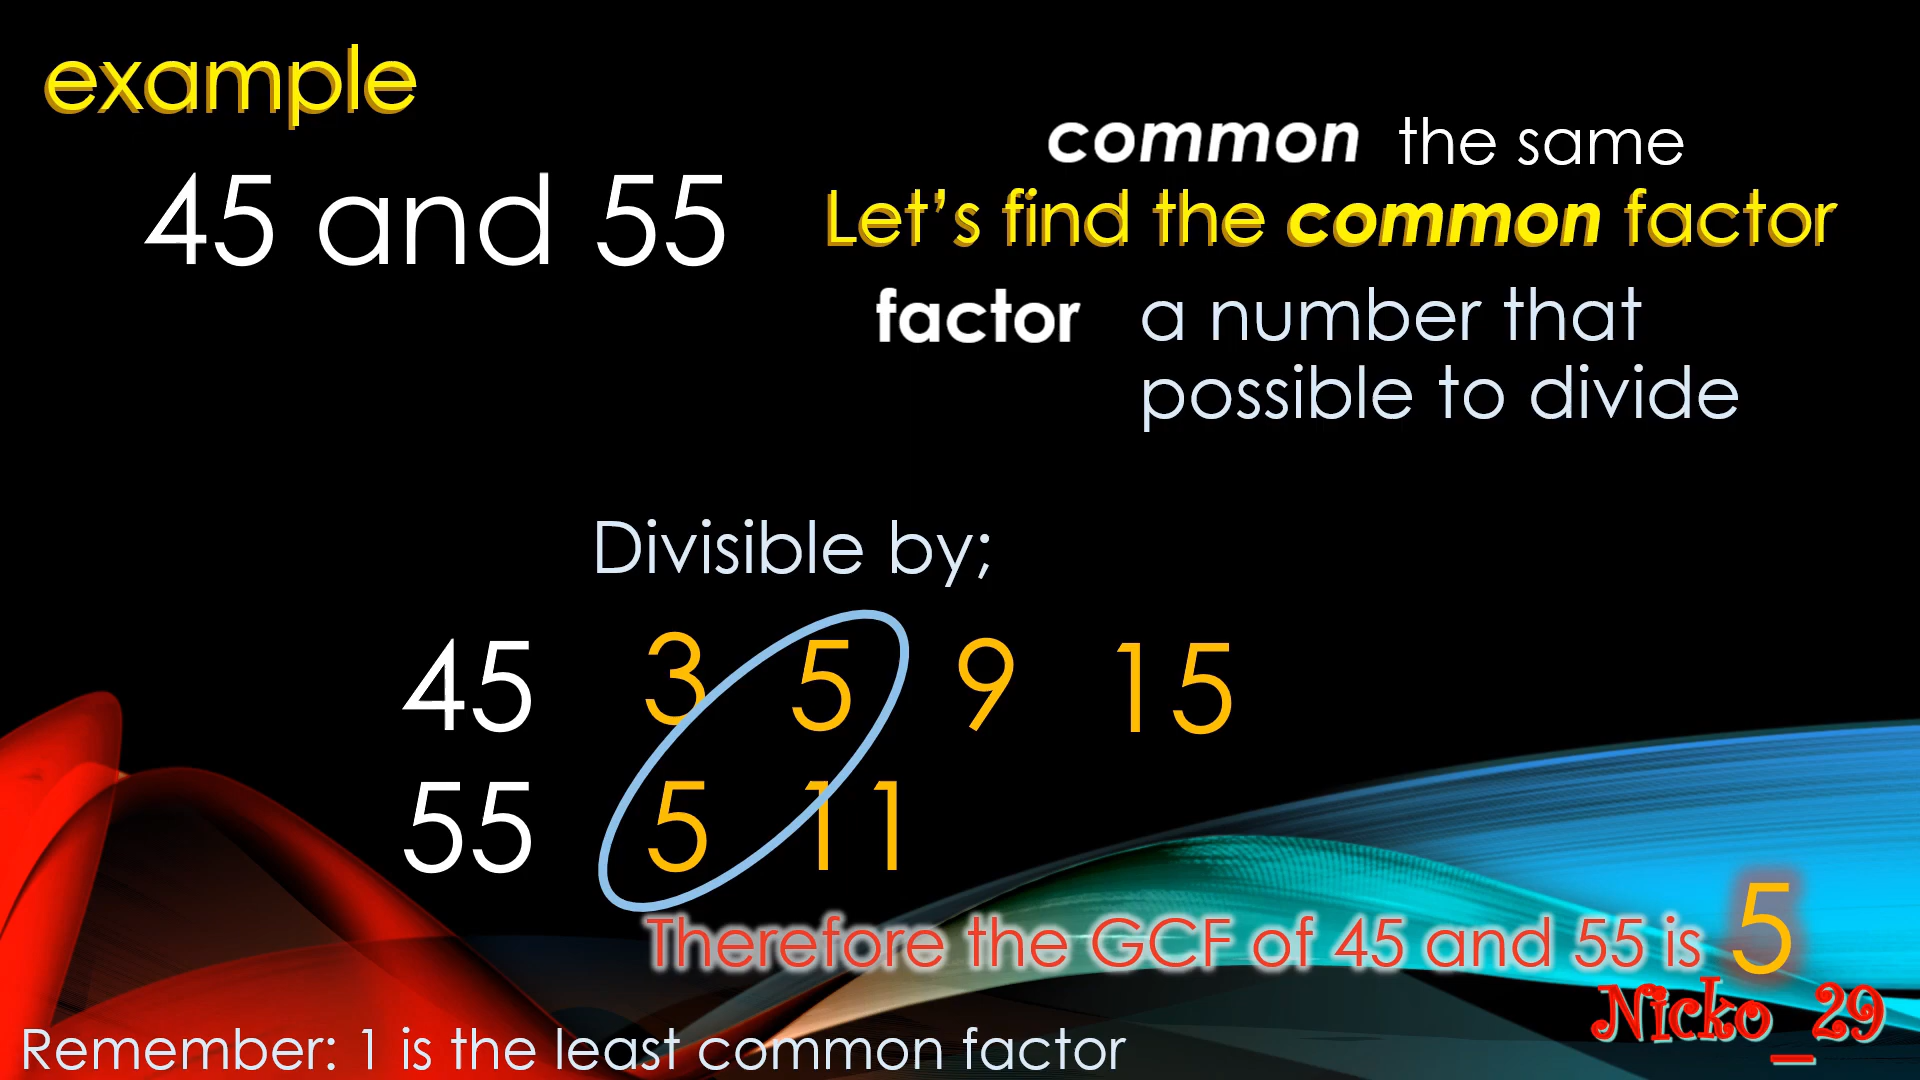 example
45 and 55
common the same
Let’s find the common factor
factor a number that
possible to divide
Divisible by;
45 3 5 9 15
55 5 11
Therefore the GCF of 45 and 55 is 5
Nicko_29
Remember: 1 is the least common factor